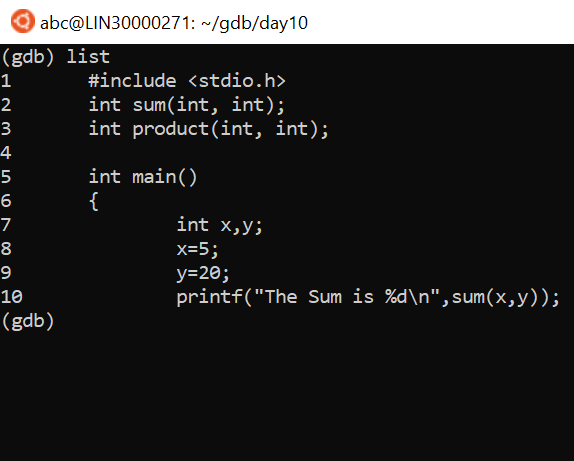 abc@LIN30000271: ~/gdb/day10
(gdb) list
1       #include <stdio.h>
2       int sum(int, int);
3       int product(int, int);
4
5       int main()
6       {
7               int x,y;
8               x=5;
9               y=20;
10              printf("The Sum is %d\n",sum(x,y));
(gdb)